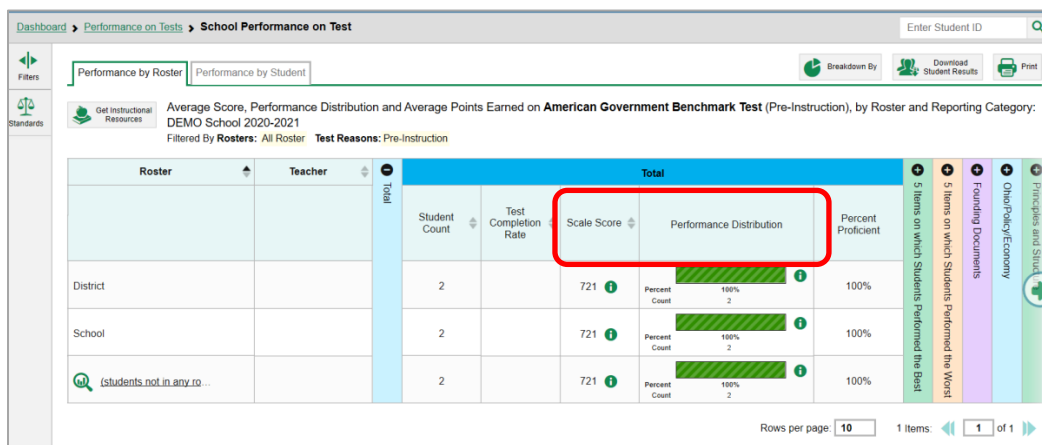 Dashboard > Performance on Tests > School Performance on Test
Enter Student ID
Filters
Standards
Performance by Roster
Performance by Student
Breakdown By
Download
Student Results
Print
Get Instructional
Resources
Average Score, Performance Distribution and Average Points Earned on American Government Benchmark Test (Pre-Instruction), by Roster and Reporting Category:
DEMO School 2020-2021
Filtered By Rosters: All Roster Test Reasons: Pre-Instruction
Roster
Teacher
Total
Total
Student
Count
Test
Completion
Rate
Scale Score
Performance Distribution
Percent
Proficient
5 Items on which Students Performed the Best
5 Items on which Students Performed the Worst
Founding Documents
Ohio/Policy/Economy
Principles and Struc
District
2
721
Percent 100%
Count 2
100%
School
2
721
Percent 100%
Count 2
100%
(students not in any ro...
2
721
Percent 100%
Count 2
100%
Rows per page: 10 1 Items: 1 of 1